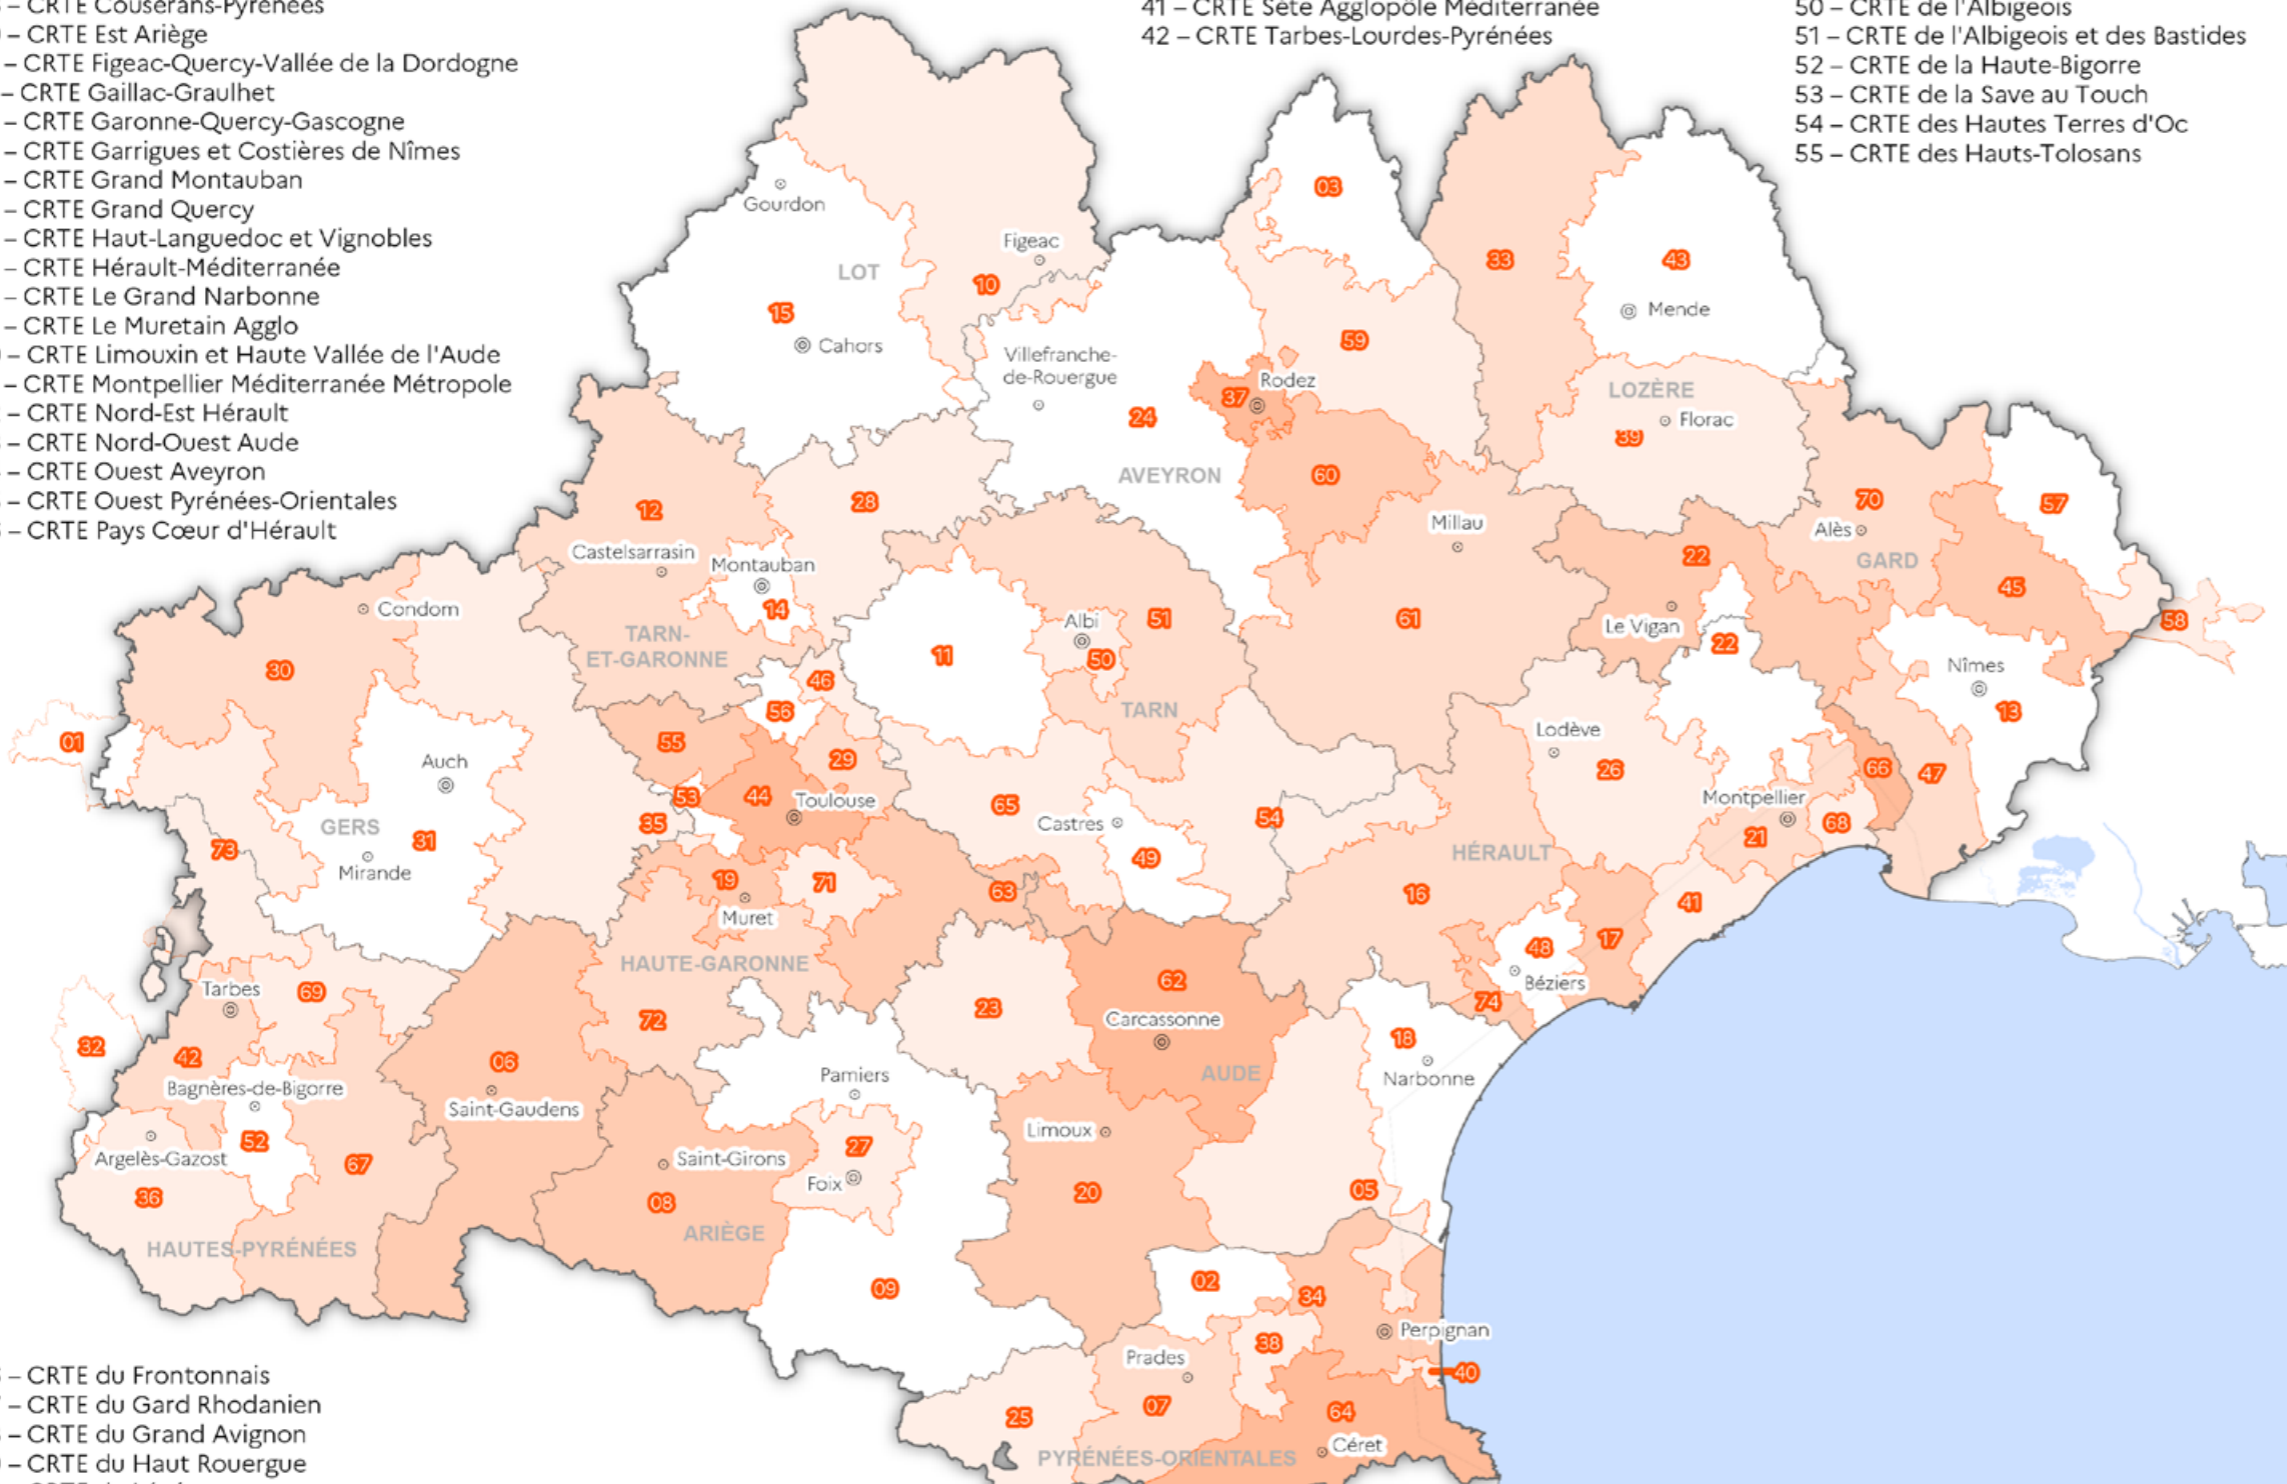 – CRTE Couserans-Pyrénées
– CRTE Est Ariège
– CRTE Figeac-Quercy-Vallée de la Dordogne
– CRTE Gaillac-Graulhet
– CRTE Garonne-Quercy-Gascogne
– CRTE Garrigues et Costières de Nîmes
– CRTE Grand Montauban
– CRTE Grand Quercy
– CRTE Haut-Languedoc et Vignobles
– CRTE Hérault-Méditerranée
– CRTE Le Grand Narbonne
– CRTE Le Muretain Agglo
– CRTE Limouxin et Haute Vallée de l'Aude
– CRTE Montpellier Méditerranée Métropole
– CRTE Nord-Est Hérault
– CRTE Nord-Ouest Aude
– CRTE Ouest Aveyron
– CRTE Ouest Pyrénées-Orientales
– CRTE Pays Cœur d'Hérault
41 – CRTE Sète Agglopôle Méditerranée
42 – CRTE Tarbes-Lourdes-Pyrénées
50 – CRTE de l'Albigeois
51 – CRTE de l'Albigeois et des Bastides
52 – CRTE de la Haute-Bigorre
53 – CRTE de la Save au Touch
54 – CRTE des Hautes Terres d'Oc
55 – CRTE des Hauts-Tolosans
03
Gourdon
Figeac
LOT
10
33
43
15
Cahors
Mende
59
Villefranche-
de-Rouergue
Rodez
37
24
LOZÈRE
Florac
39
AVEYRON
60
12
28
Millau
70
57
Alès
Castelsarrasin
Montauban
22
GARD
14
45
Condom
Albi
51
61
Le Vigan
58
TARN-
ET-GARONNE
11
50
22
Nîmes
30
46
56
TARN
13
01
55
Auch
29
Lodève
26
66
47
53
44
Toulouse
65
Castres
54
Montpellier
68
GERS
31
35
21
73
Mirande
49
HÉRAULT
19
71
63
16
41
Muret
48
17
HAUTE-GARONNE
62
Béziers
Tarbes
69
72
23
Carcassonne
74
32
42
06
18
AUDE
Narbonne
Bagnères-de-Bigorre
Pamiers
Saint-Gaudens
52
Limoux
Argelès-Gazost
67
27
Saint-Girons
Foix
36
08
20
05
ARIÈGE
HAUTES-PYRÉNÉES
09
02
34
38
Perpignan
Prades
40
07
25
64
PYRÉNÉES-ORIENTALES
Céret
– CRTE du Frontonnais
– CRTE du Gard Rhodanien
– CRTE du Grand Avignon
– CRTE du Haut Rouergue